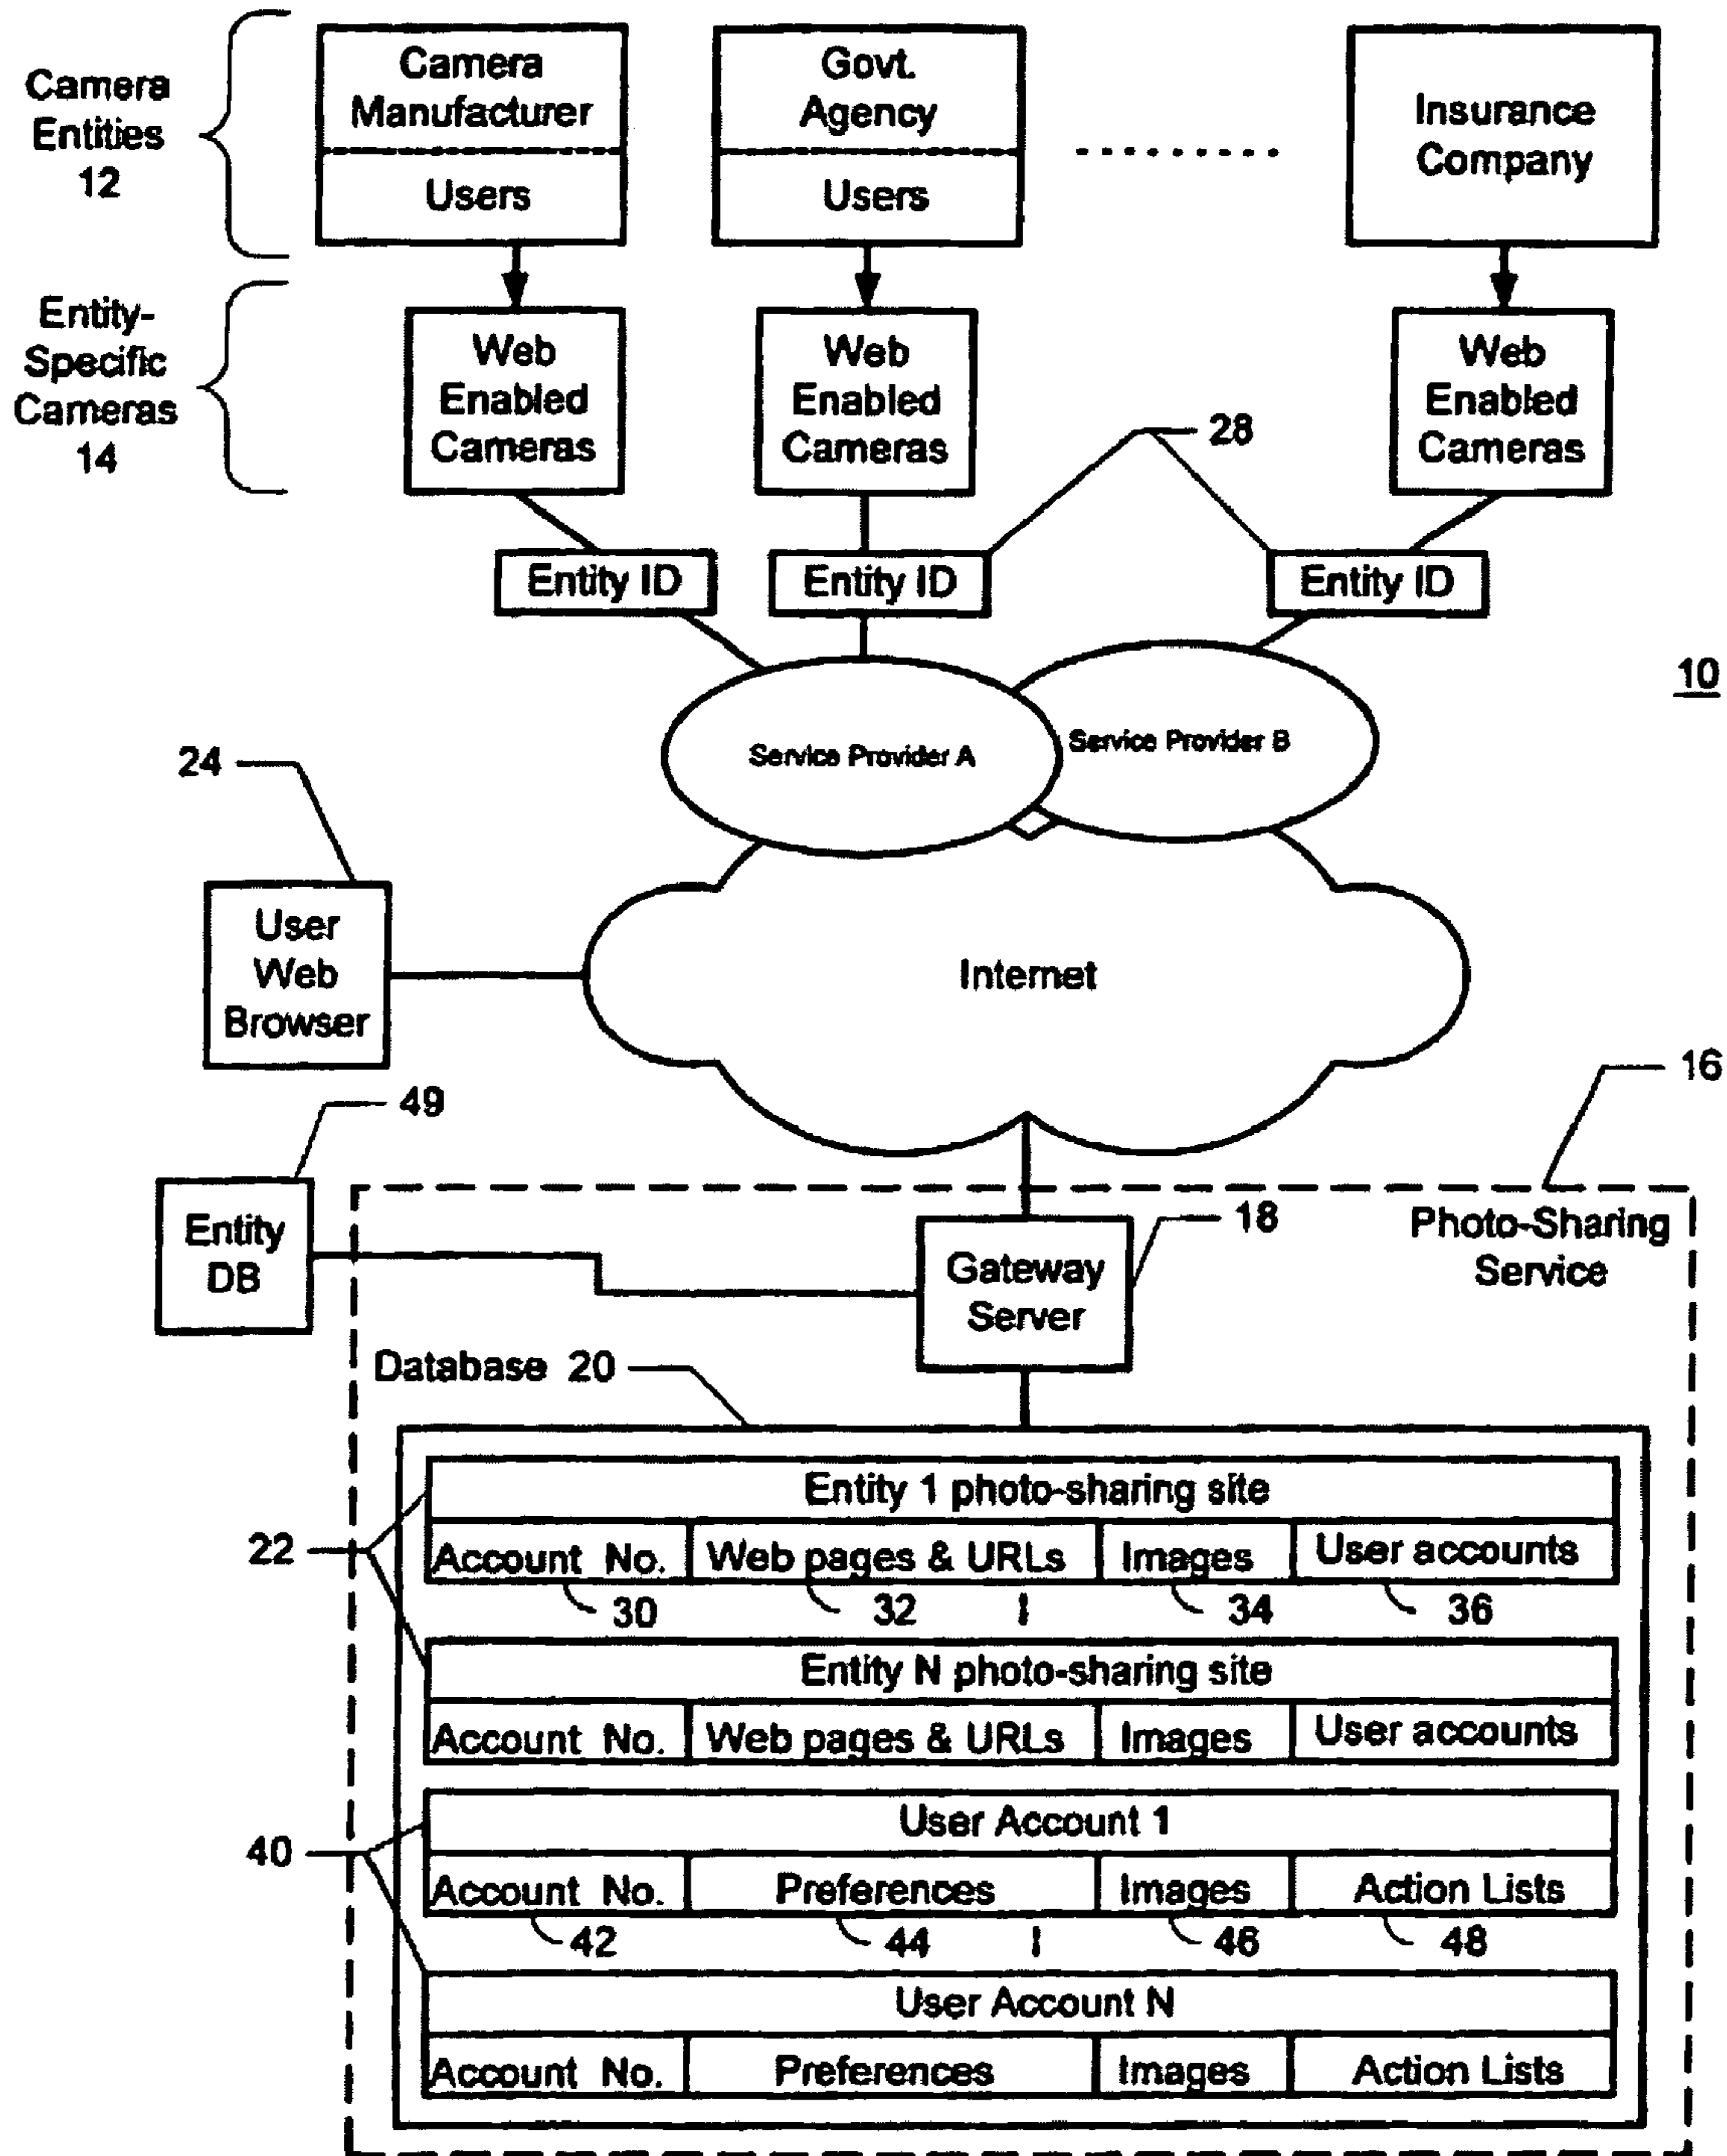 Camera
Entities
12
Camera
Manufacturer
Users
Govt.
Agency
Users
Insurance
Company
Entity-
Specific
Cameras
14
Web
Enabled
Cameras
Web
Enabled
Cameras
Web
Enabled
Cameras
28
Entity ID
Entity ID
Entity ID
10
Service Provider A
Service Provider B
24
User
Web
Browser
Internet
16
49
Entity
DB
18
Photo-Sharing
Service
Gateway
Server
Database 20
Entity 1 photo-sharing site
22
Account No.
Web pages & URLs
Images
User accounts
30
32
34
36
Entity N photo-sharing site
Account No.
Web pages & URLs
Images
User accounts
User Account 1
40
Account No.
Preferences
Images
Action Lists
42
44
46
48
User Account N
Account No.
Preferences
Images
Action Lists